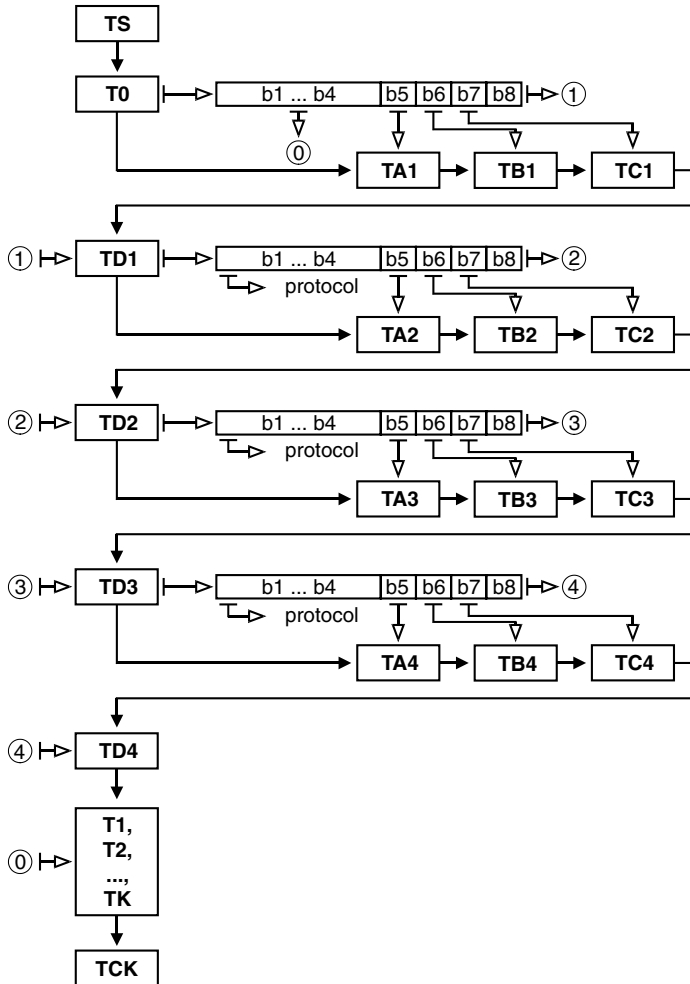 TS
T0 b1 ... b4 b5 b6 b7 b8 1
0
TA1 TB1 TC1
1 TD1 b1 ... b4 b5 b6 b7 b8 2
protocol
TA2 TB2 TC2
2 TD2 b1 ... b4 b5 b6 b7 b8 3
protocol
TA3 TB3 TC3
3 TD3 b1 ... b4 b5 b6 b7 b8 4
protocol
TA4 TB4 TC4
4 TD4
T1,
0 T2,
...,
TK
TCK